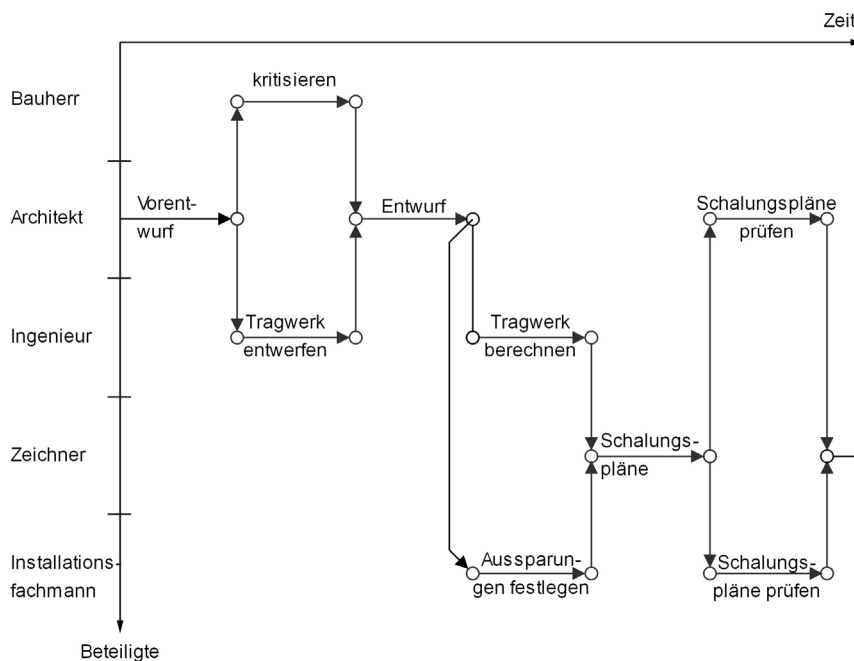 Zeit
Bauherr
kritisieren
Architekt
Vorent-
wurf
Entwurf
Schalungspläne
prüfen
Ingenieur
Tragwerk
entwerfen
Tragwerk
berechnen
Zeichner
Schalungs-
pläne
Installations-
fachmann
Aussparun-
gen festlegen
Schalungs-
pläne prüfen
Beteiligte